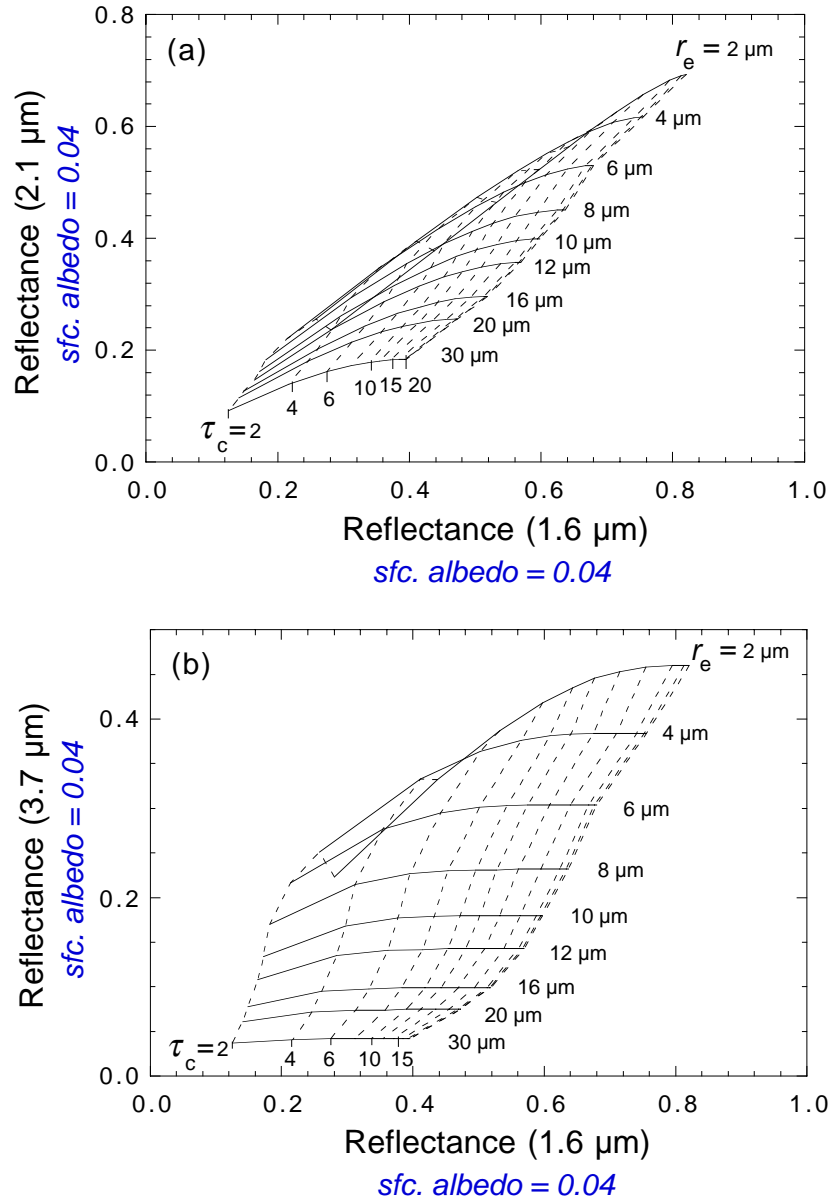 (a)
r_e = 2 µm
4 µm
6 µm
8 µm
10 µm
12 µm
16 µm
20 µm
30 µm
0.8
0.6
0.4
0.2
0.0
Reflectance (2.1 µm)
sfc. albedo = 0.04
τ_c=2
4
6
10
15
20
0.0 0.2 0.4 0.6 0.8 1.0
Reflectance (1.6 µm)
sfc. albedo = 0.04
(b)
r_e = 2 µm
4 µm
6 µm
8 µm
10 µm
12 µm
16 µm
20 µm
30 µm
0.4
0.2
0.0
Reflectance (3.7 µm)
sfc. albedo = 0.04
τ_c=2
4
6
10
15
0.0 0.2 0.4 0.6 0.8 1.0
Reflectance (1.6 µm)
sfc. albedo = 0.04